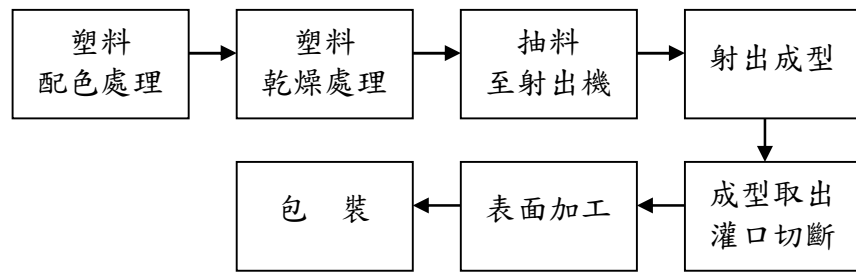 塑料
配色處理
塑料
乾燥處理
抽料
至射出機
射出成型
成型取出
灌口切斷
表面加工
包 裝